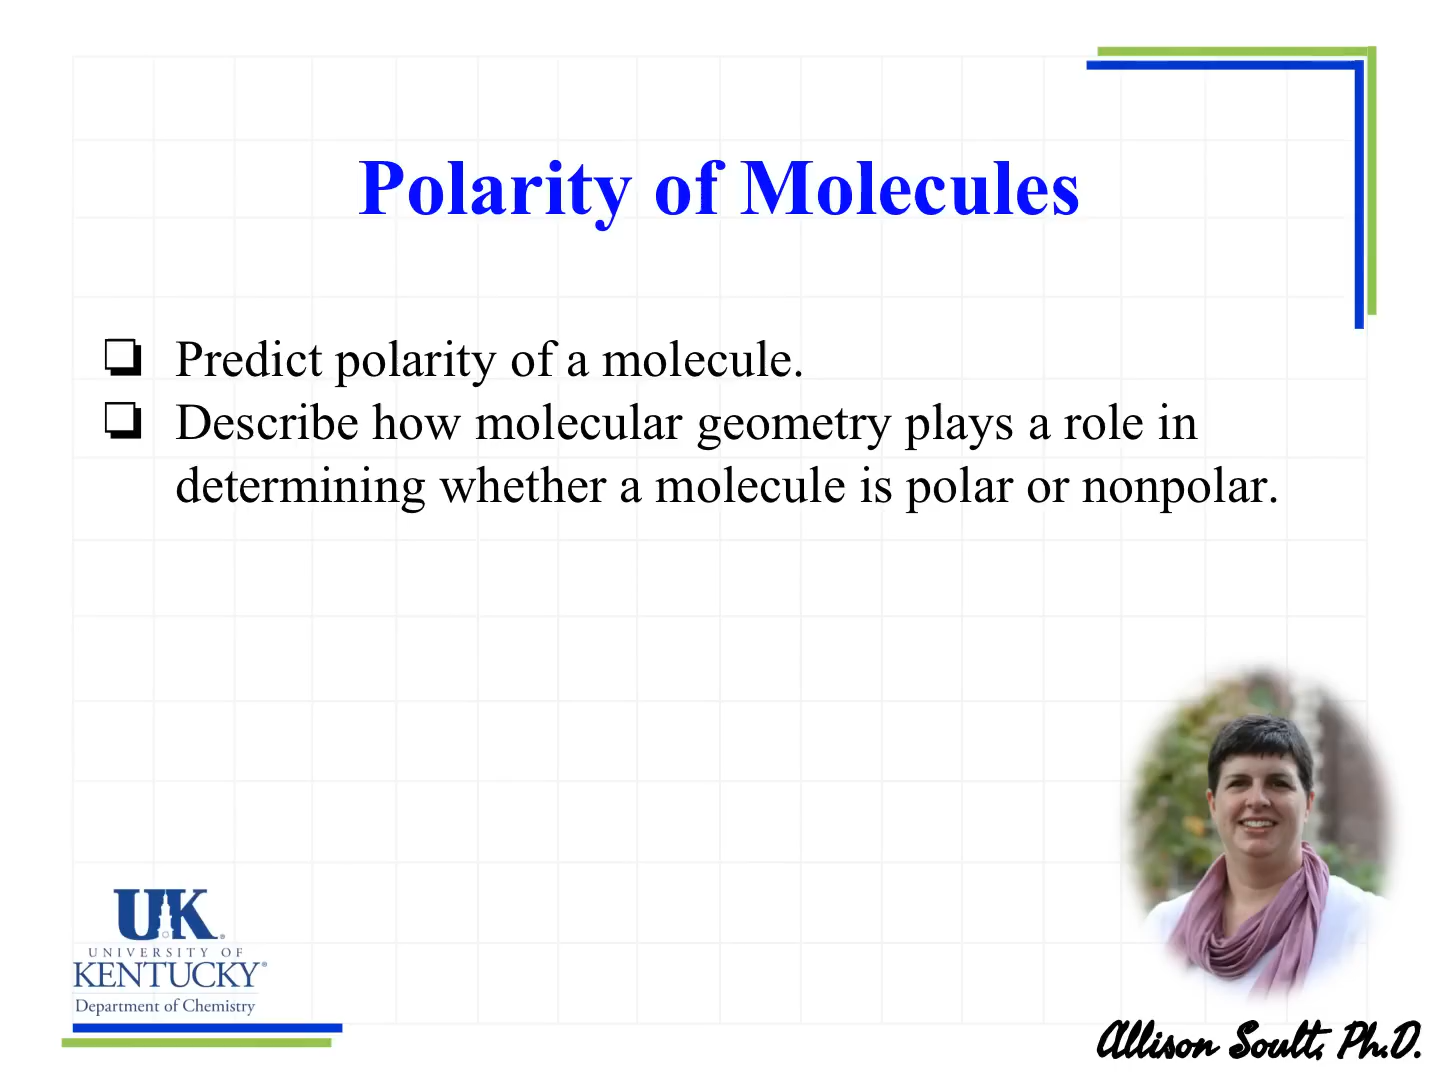 Polarity of Molecules
❏ Predict polarity of a molecule.
❏ Describe how molecular geometry plays a role in
determining whether a molecule is polar or nonpolar.
UK®
UNIVERSITY OF
KENTUCKY®
Department of Chemistry
Allison Soult, Ph.D.